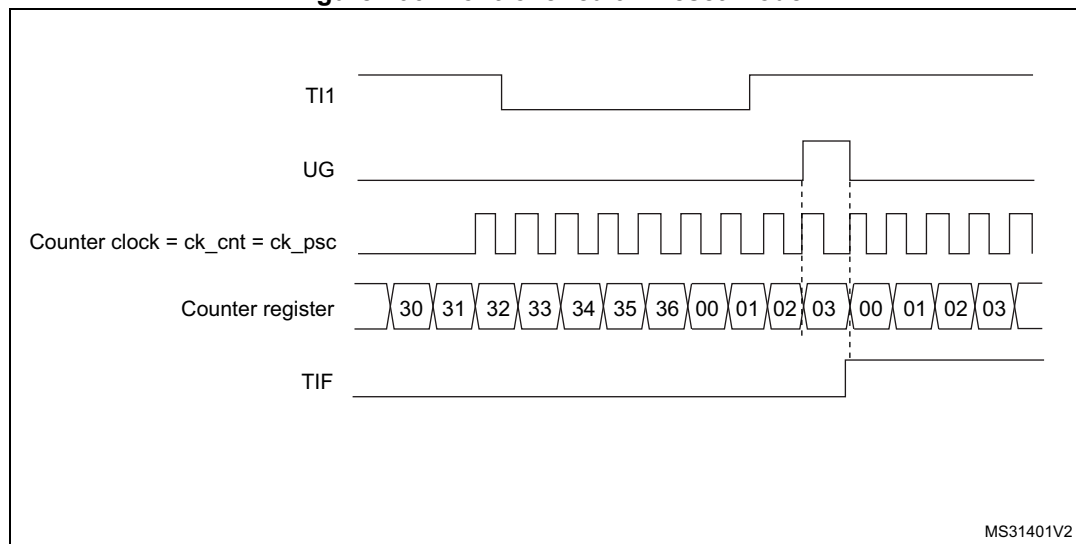 TI1
UG
Counter clock = ck_cnt = ck_psc
Counter register 30 31 32 33 34 35 36 00 01 02 03 00 01 02 03
TIF
MS31401V2